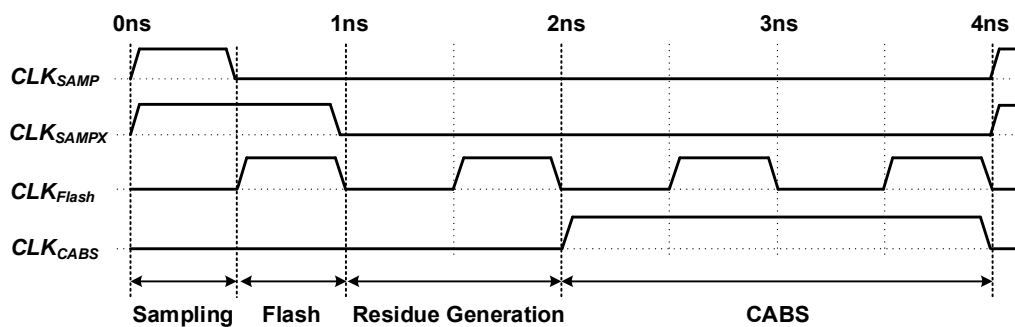 0ns 1ns 2ns 3ns 4ns
CLKSAMP
CLKSAMPX
CLKFlash
CLKCABS
Sampling Flash Residue Generation CABS